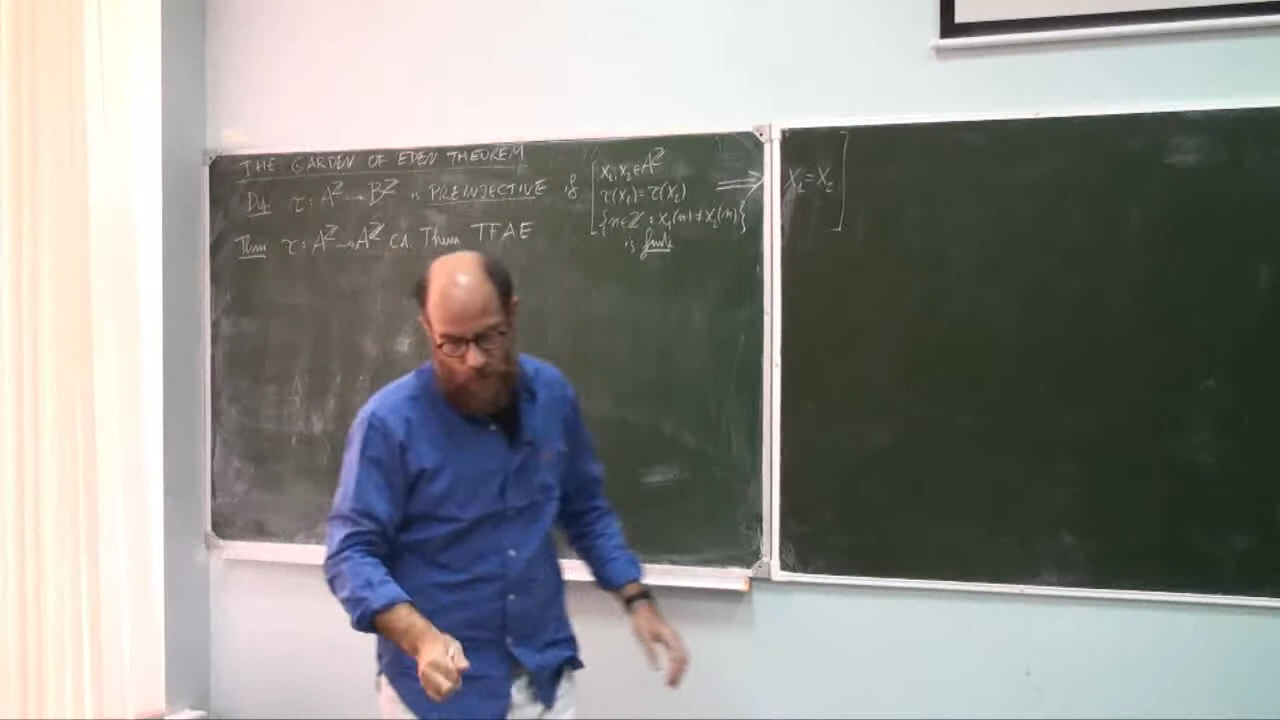 THE GARDEN OF EDEN THEOREM
Def. τ : A^ℤ → B^ℤ is PREINJECTIVE if [ x₁, x₂ ∈ A^ℤ
τ(x₁) = τ(x₂) ⟹ x₁ = x₂ ]
{n ∈ ℤ : x₁(n) ≠ x₂(n)}
is finite
Thm τ : A^ℤ → A^ℤ CA. Then TFAE